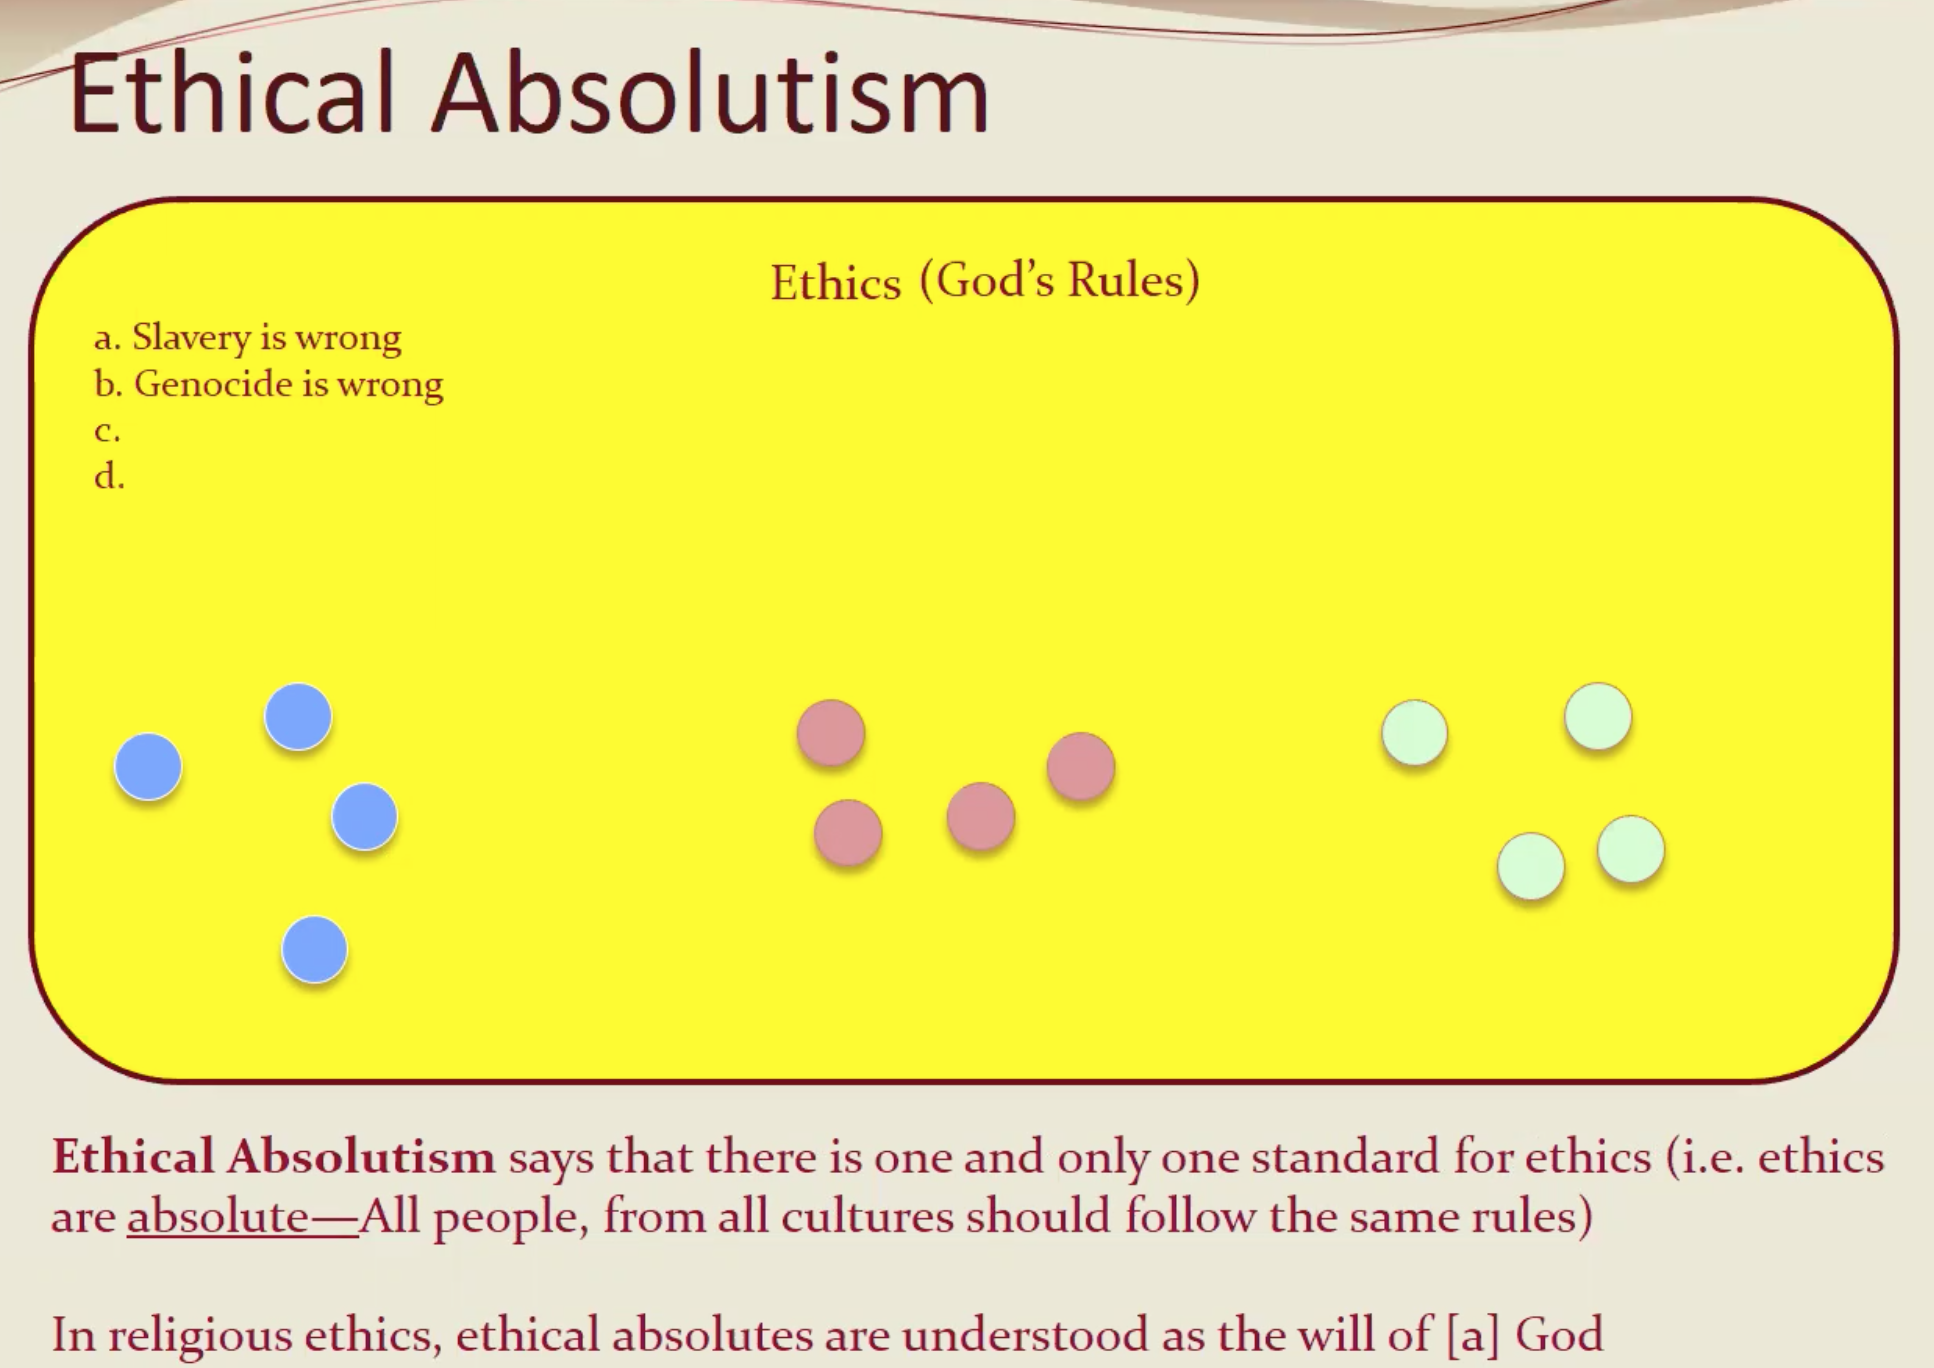 Ethical Absolutism
Ethics (God’s Rules)
a. Slavery is wrong
b. Genocide is wrong
c.
d.
Ethical Absolutism says that there is one and only one standard for ethics (i.e. ethics
are absolute—All people, from all cultures should follow the same rules)
In religious ethics, ethical absolutes are understood as the will of [a] God